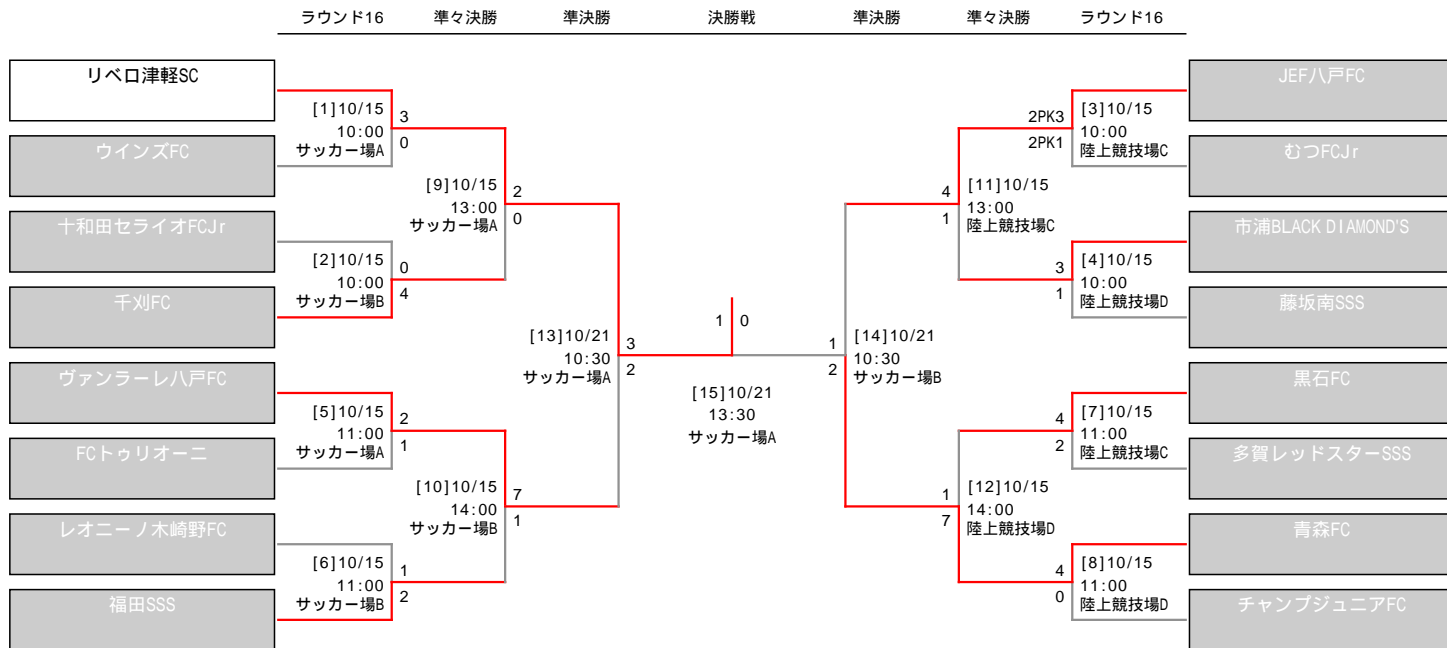 ラウンド16 準々決勝 準決勝 決勝戦 準決勝 準々決勝 ラウンド16
リベロ津軽SC
ウインズFC
十和田セライオFCJr
千刈FC
ヴァンラーレ八戸FC
FCトゥリオーニ
レオニーノ木崎野FC
福田SSS
[1]10/15
10:00
サッカー場A
3
0
[2]10/15
10:00
サッカー場B
0
4
[5]10/15
11:00
サッカー場A
2
1
[6]10/15
11:00
サッカー場B
1
2
[9]10/15
13:00
サッカー場A
2
0
[10]10/15
14:00
サッカー場B
7
1
[13]10/21
10:30
サッカー場A
3
2
1 0
[15]10/21
13:30
サッカー場A
1
2
[14]10/21
10:30
サッカー場B
4
1
[11]10/15
13:00
陸上競技場C
1
7
[12]10/15
14:00
陸上競技場D
2PK3
2PK1
[3]10/15
10:00
陸上競技場C
3
1
[4]10/15
10:00
陸上競技場D
4
2
[7]10/15
11:00
陸上競技場C
4
0
[8]10/15
11:00
陸上競技場D
JEF八戸FC
むつFCJr
市浦BLACK DIAMOND'S
藤坂南SSS
黒石FC
多賀レッドスターSSS
青森FC
チャンプジュニアFC